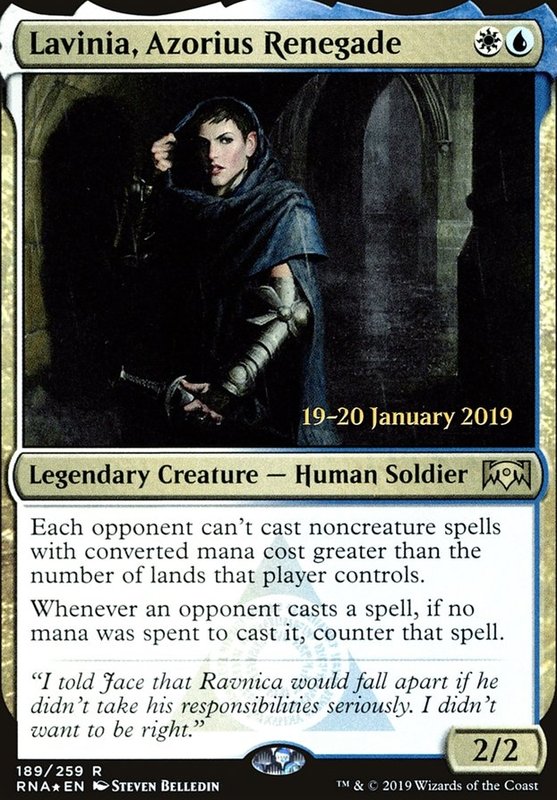 Lavinia, Azorius Renegade
19–20 January 2019
Legendary Creature — Human Soldier
Each opponent can't cast noncreature spells
with converted mana cost greater than the
number of lands that player controls.
Whenever an opponent casts a spell, if no
mana was spent to cast it, counter that spell.
"I told Jace that Ravnica would fall apart if he
didn't take his responsibilities seriously. I didn't
want to be right."
2/2
189/259 R
RNA★EN Steven Belledin
™ & © 2019 Wizards of the Coast